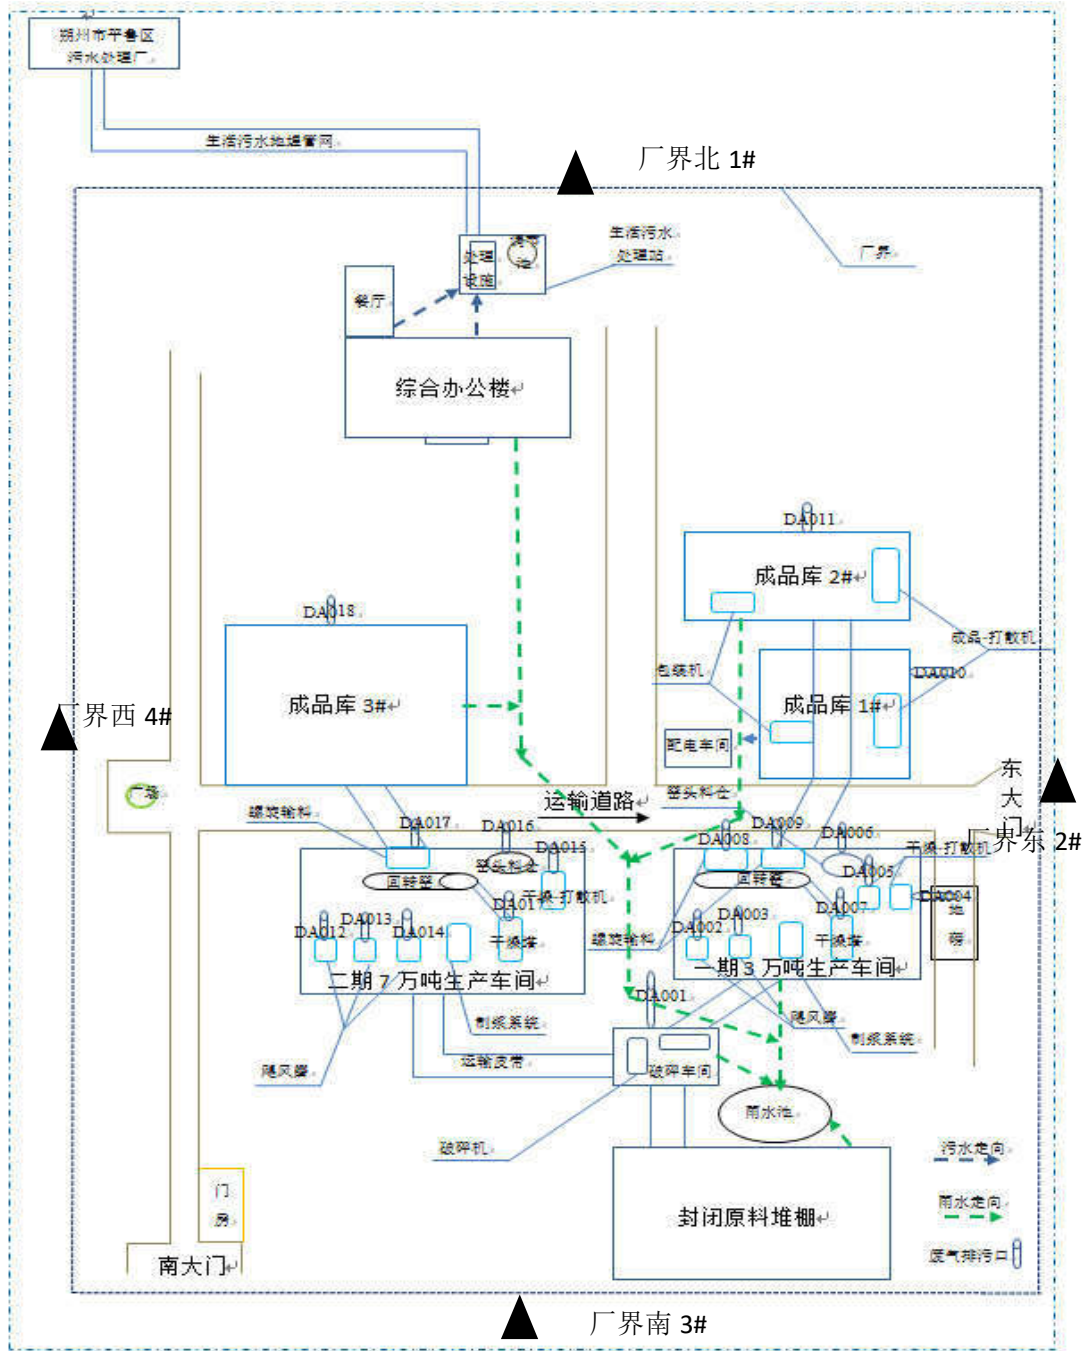 朔州市平鲁区
污水处理厂
生活污水地埋管网
厂界北 1#
生活污水
处理站
厂界
处理
设施
餐厅
综合办公楼
DA011
成品库 2#
成品-打散机
DA018
包装机
DA010
成品库 3#
成品库 1#
厂界西 4#
配电车间
东
大
门
广场
窑头料仓
运输道路
螺旋输料
DA017
DA016
DA009
DA006
DA008
厂界东 2#
干燥-打散机
DA015
窑头料仓
DA005
回转窑
回转窑
干燥-打散机
DA004
DA017
DA007
DA013
DA003
地
磅
DA012
DA014
DA002
干燥塔
螺旋输料
干燥塔
二期 7 万吨生产车间
一期 3 万吨生产车间
DA001
制浆系统
飓风磨
制浆系统
运输皮带
飓风磨
破碎车间
雨水池
破碎机
污水走向
门
房
雨水走向
封闭原料堆棚
废气排污口
南大门
厂界南 3#